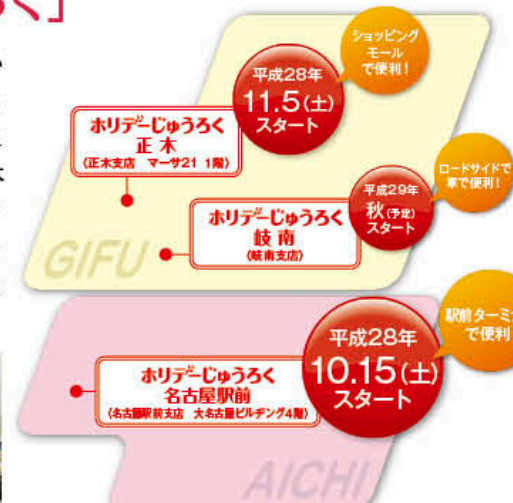 く」
ショッピング
モール
で便利！
平成28年
11.5(土)
スタート
ホリデーじゅうろく
正木
(正木支店　マーサ21 1階)
ロードサイドで
車で便利！
平成29年
秋(予定)
スタート
ホリデーじゅうろく
岐南
(岐南支店)
GIFU
駅前ターミ
で便利
平成28年
10.15(土)
スタート
ホリデーじゅうろく
名古屋駅前
(名古屋駅前支店　大名古屋ビルヂング4階)
AICHI